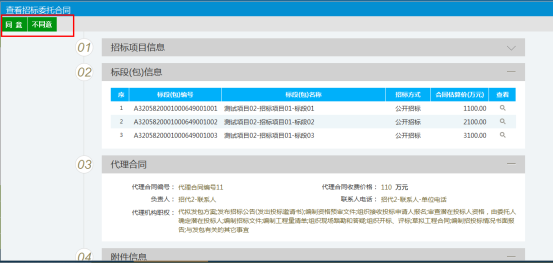 查看招标委托合同
同 意 不同意
01 招标项目信息
02 标段(包)信息
序 标段(包)编号 标段(包)名称 招标方式 合同估算价(万元) 查看
1 A3205820001000649001001 测试项目02-招标项目01-标段01 公开招标 1100.00
2 A3205820001000649001002 测试项目02-招标项目01-标段02 公开招标 2100.00
3 A3205820001000649001003 测试项目02-招标项目01-标段03 公开招标 3100.00
03 代理合同
代理合同编号： 代理合同编号11 代理合同收费价格： 110 万元
负责人： 招代2-联系人 联系人电话： 招代2-联系人-单位电话
代理机构职权： 代拟发包方案;发布招标公告(发出投标邀请书);编制资格预审文件;组织接收投标申请人报名;审查潜在投标人资格，由委托人
确定潜在投标人;编制招标文件;编制工程量清单;组织现场踏勘和答疑;组织开标、评标;草拟工程合同;编制招投标情况书面报
告;与发包有关的其它事宜
04 附件信息